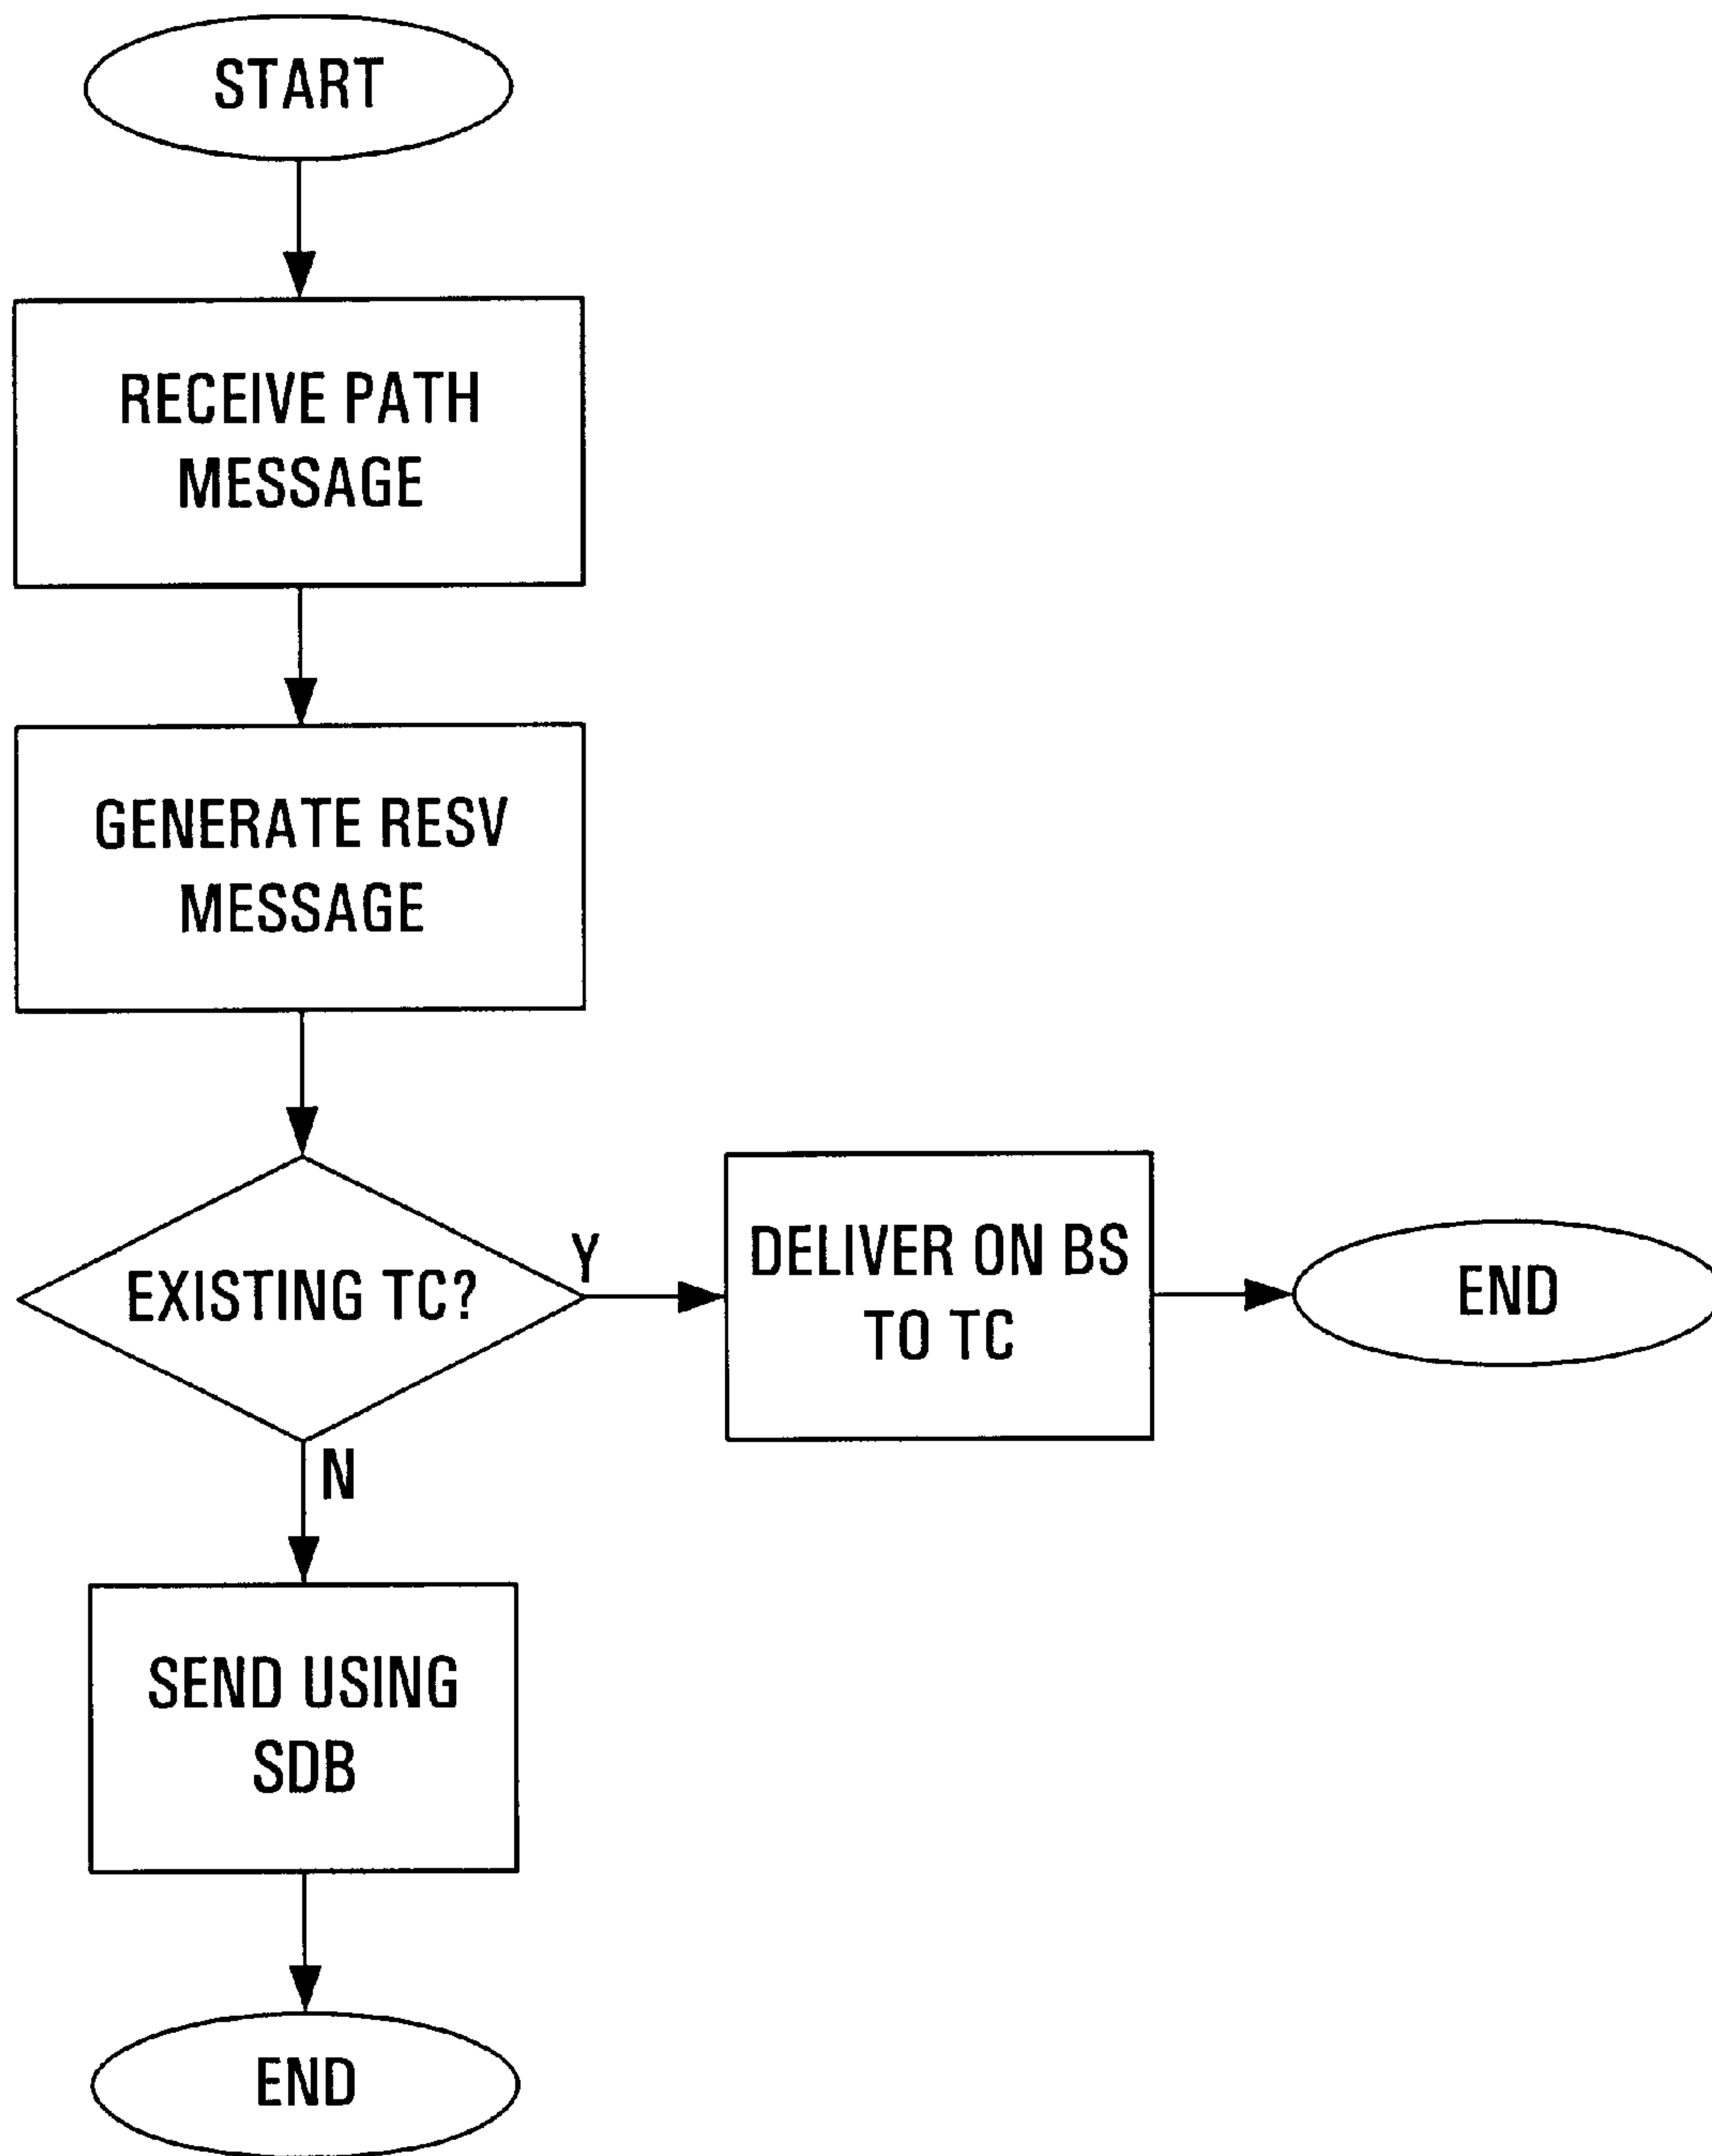 START
RECEIVE PATH
MESSAGE
GENERATE RESV
MESSAGE
EXISTING TC?
Y
DELIVER ON BS
TO TC
END
N
SEND USING
SDB
END